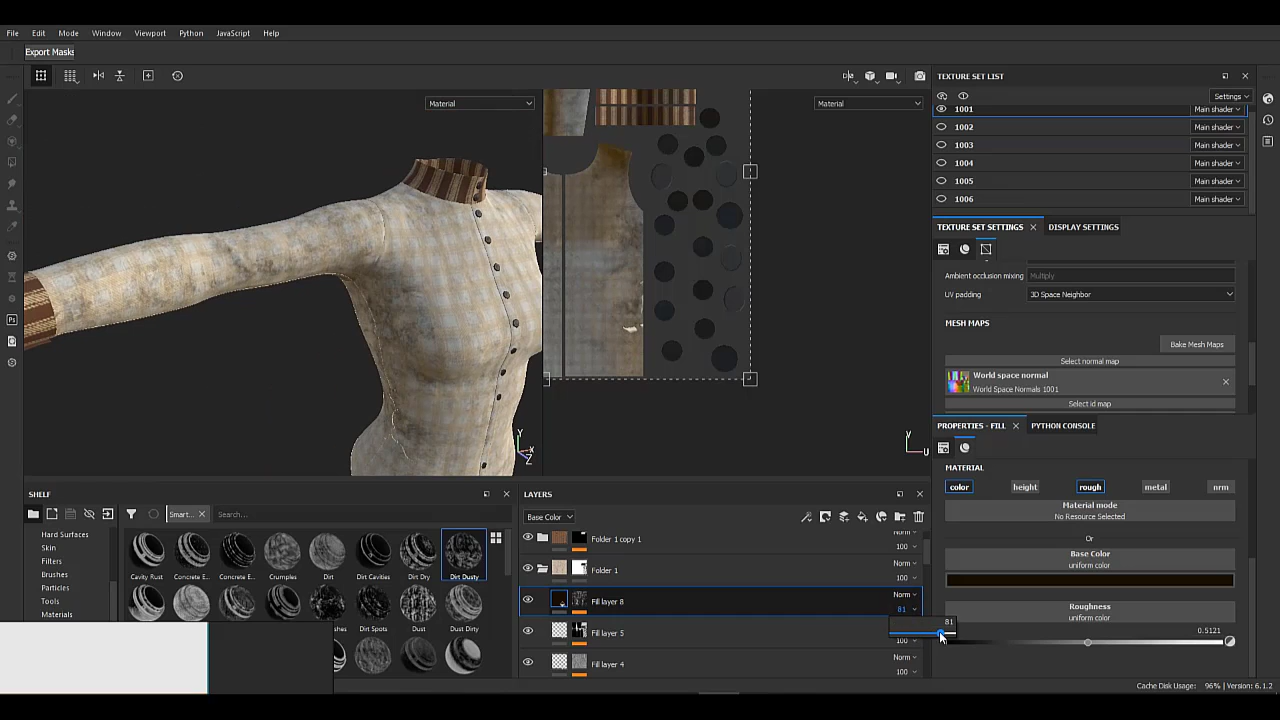 File Edit Mode Window Viewport Python JavaScript Help
Export Masks
Material
Material
TEXTURE SET LIST
Settings
1001 Main shader
1002 Main shader
1003 Main shader
1004 Main shader
1005 Main shader
1006 Main shader
TEXTURE SET SETTINGS DISPLAY SETTINGS
Ambient occlusion mixing Multiply
UV padding 3D Space Neighbor
MESH MAPS
Bake Mesh Maps
Select normal map
World space normal
World Space Normals 1001
Select id map
PROPERTIES - FILL PYTHON CONSOLE
MATERIAL
color height rough metal nrm
Material mode
No Resource Selected
Or
Base Color
uniform color
Roughness
uniform color
0.5121
Y
X
Z
V
U
SHELF
Smart...
Search...
Hard Surfaces
Skin
Filters
Brushes
Particles
Tools
Materials
Cavity Rust Concrete E... Concrete E... Crumples Dirt Dirt Cavities Dirt Dry Dirt Dusty
Dirt Spots Dust Dust Dirty
LAYERS
Base Color
Folder 1 copy 1 Norm
100
Folder 1 Norm
100
Fill layer 8 Norm
81
81
Fill layer 5
100
Fill layer 4 Norm
100
Cache Disk Usage: 96% | Version: 6.1.2